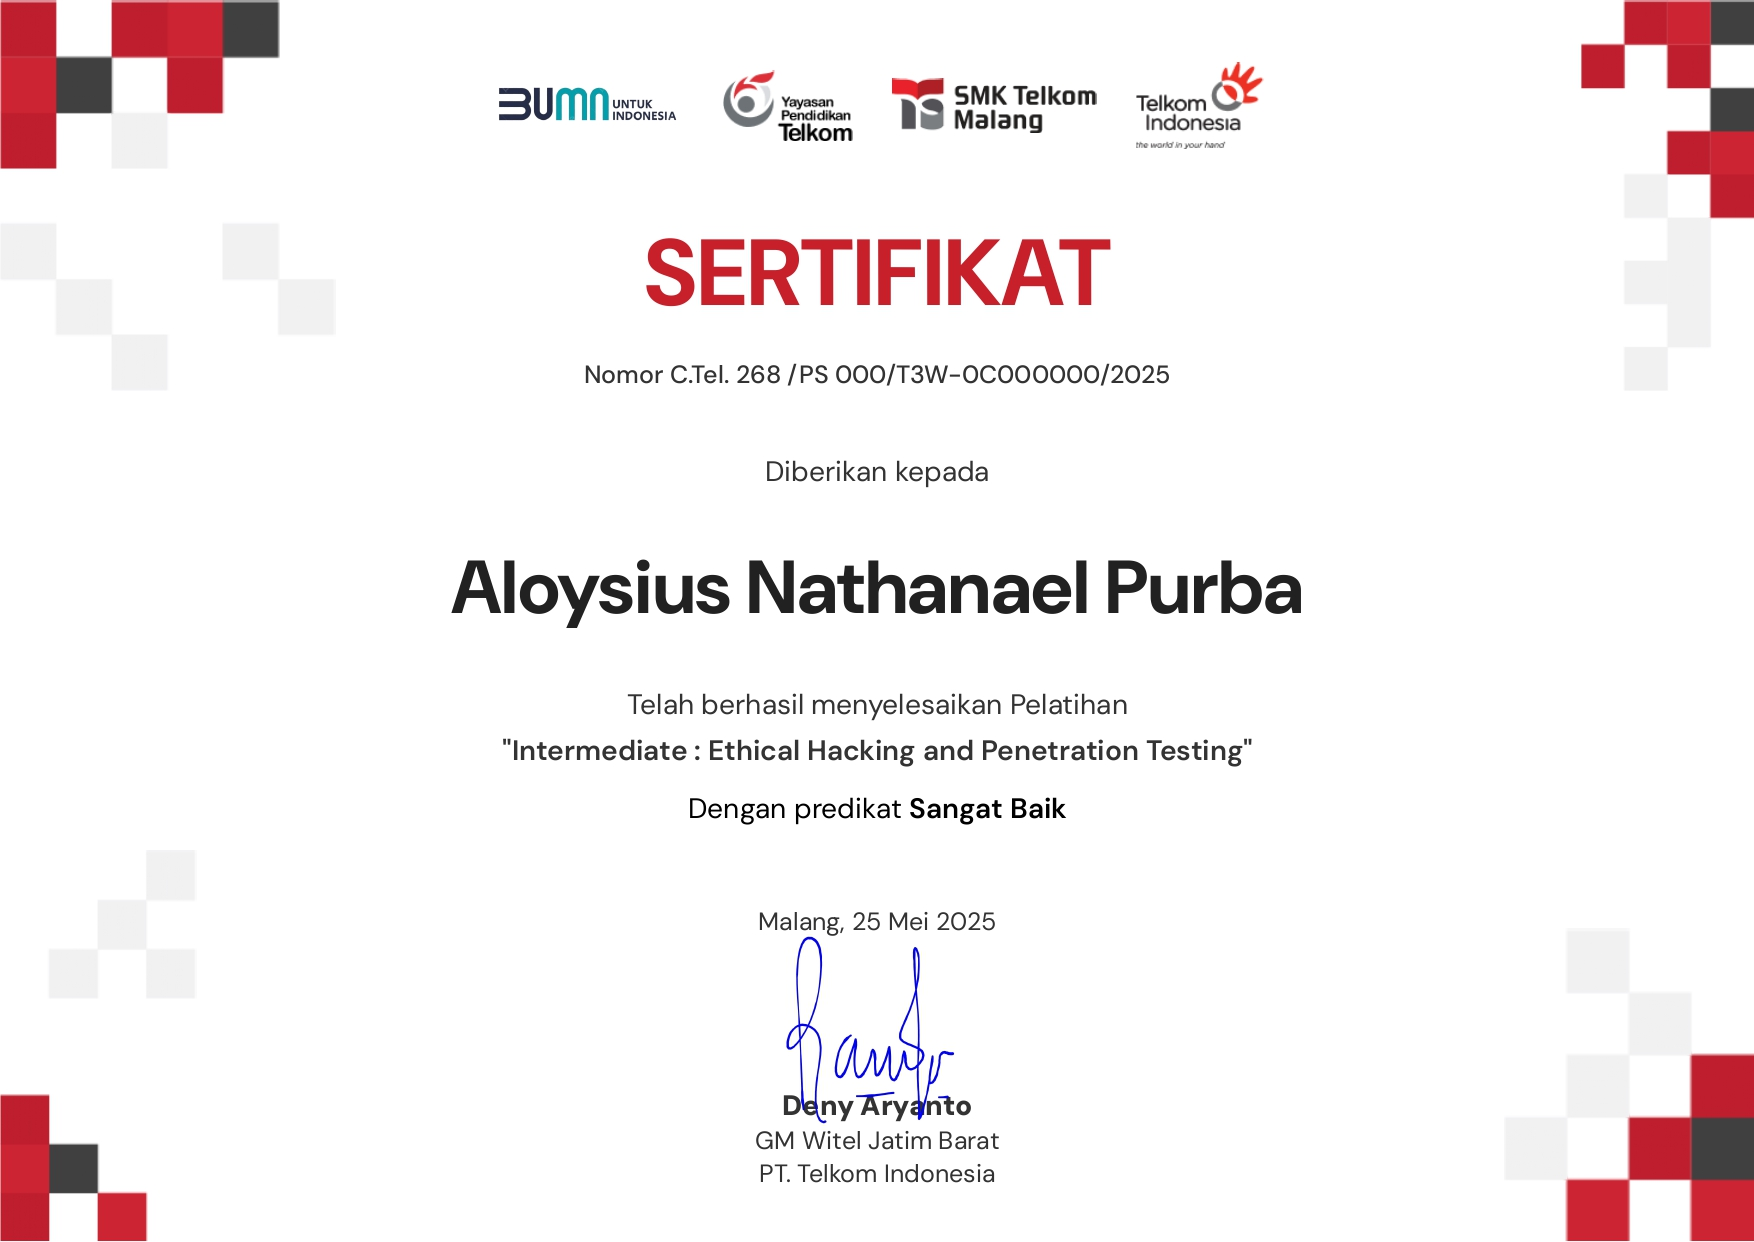 BUMN UNTUK INDONESIA
Yayasan Pendidikan Telkom
SMK Telkom Malang
Telkom Indonesia
the world in your hand
SERTIFIKAT
Nomor C.Tel. 268 /PS 000/T3W-0C000000/2025
Diberikan kepada
Aloysius Nathanael Purba
Telah berhasil menyelesaikan Pelatihan
"Intermediate : Ethical Hacking and Penetration Testing"
Dengan predikat Sangat Baik
Malang, 25 Mei 2025
Deny Aryanto
GM Witel Jatim Barat
PT. Telkom Indonesia